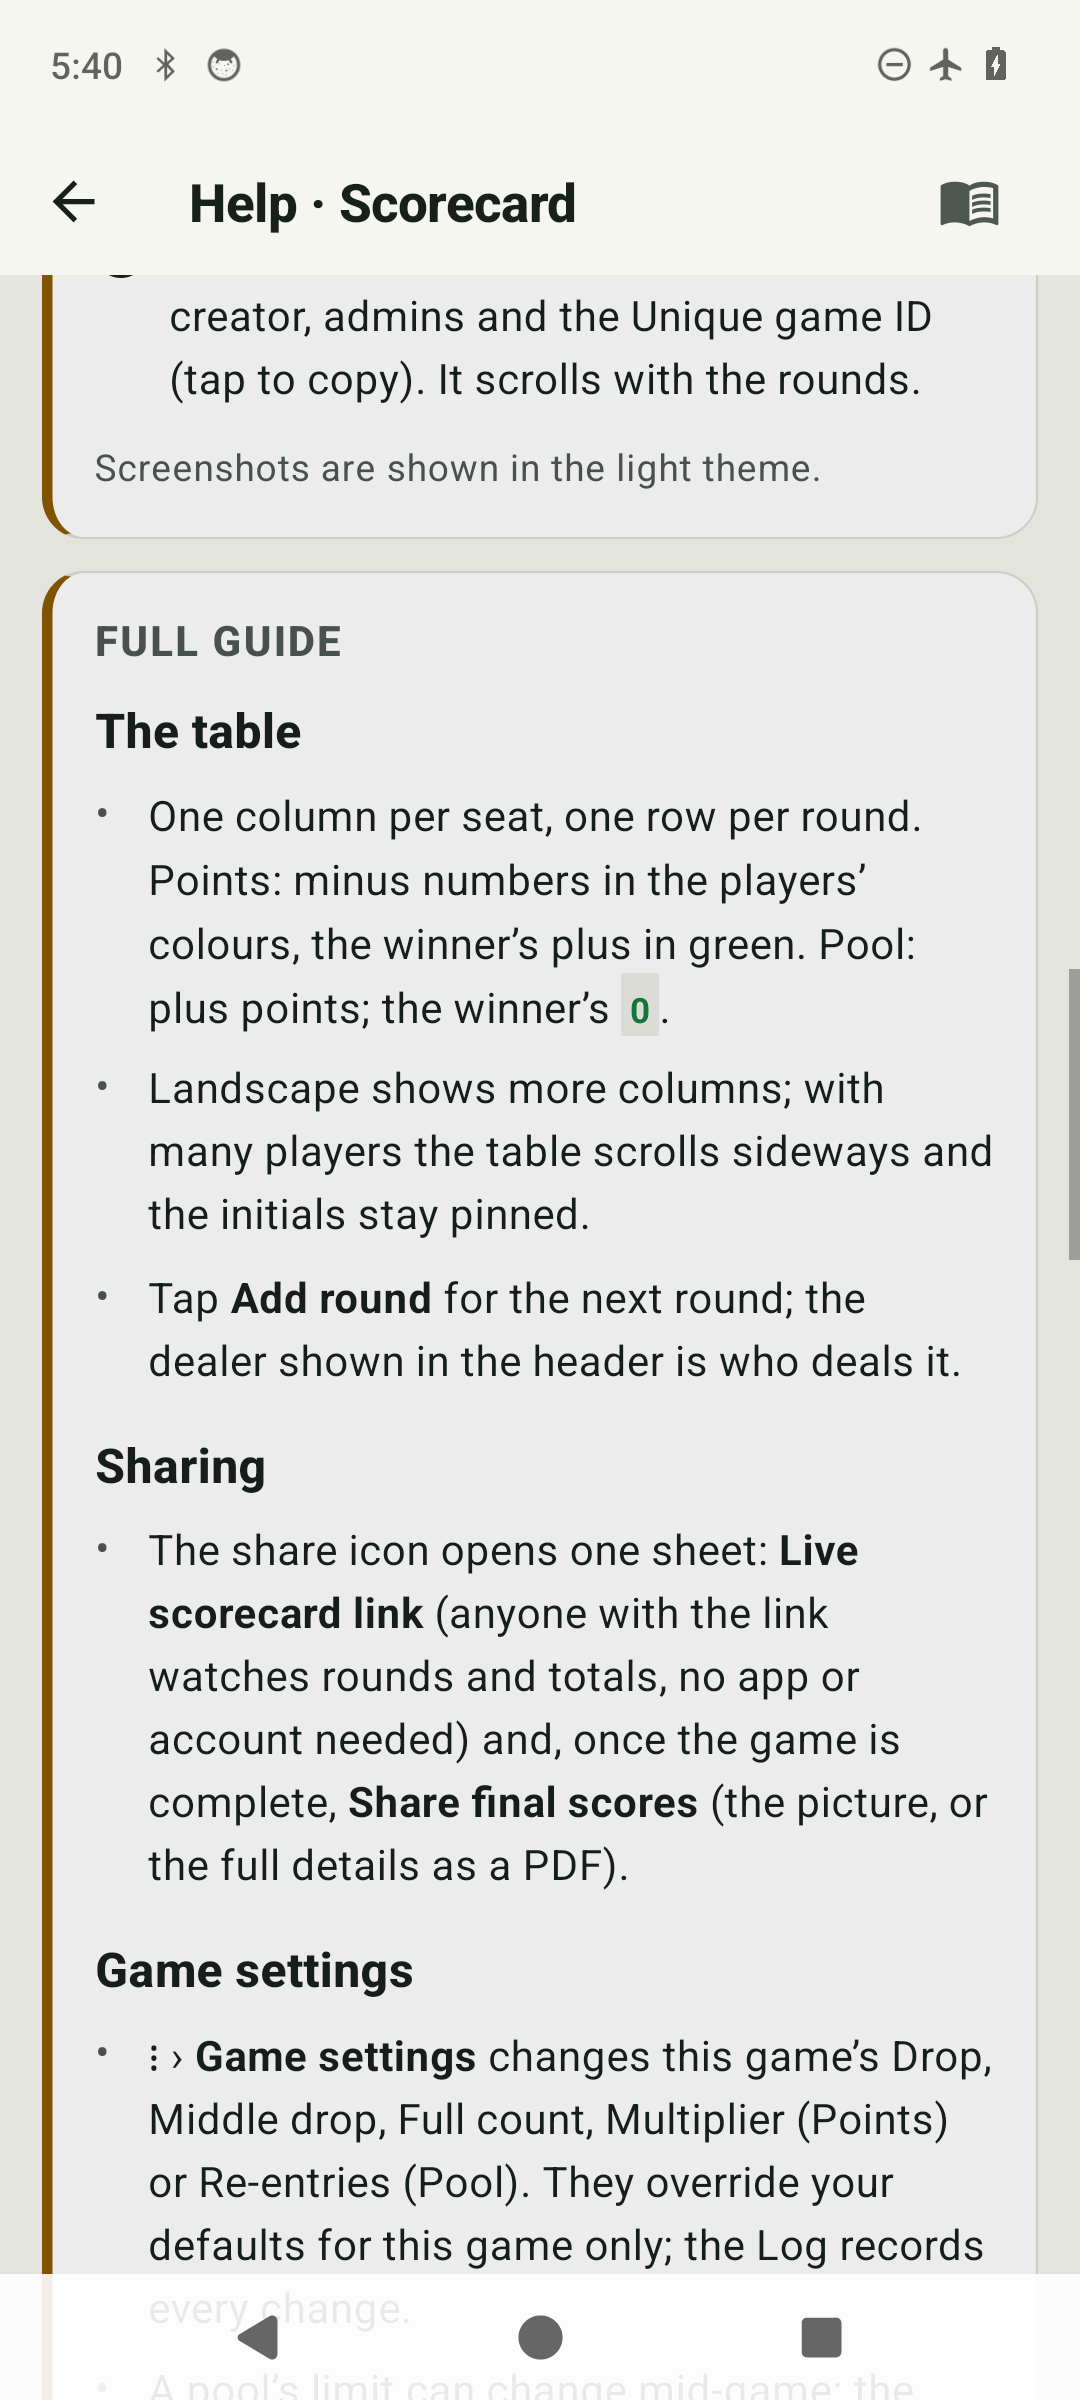 5:40
Help · Scorecard
creator, admins and the Unique game ID
(tap to copy). It scrolls with the rounds.
Screenshots are shown in the light theme.
FULL GUIDE
The table
• One column per seat, one row per round.
Points: minus numbers in the players’
colours, the winner’s plus in green. Pool:
plus points; the winner’s 0.
• Landscape shows more columns; with
many players the table scrolls sideways and
the initials stay pinned.
• Tap Add round for the next round; the
dealer shown in the header is who deals it.
Sharing
• The share icon opens one sheet: Live
scorecard link (anyone with the link
watches rounds and totals, no app or
account needed) and, once the game is
complete, Share final scores (the picture, or
the full details as a PDF).
Game settings
• ⋮ › Game settings changes this game’s Drop,
Middle drop, Full count, Multiplier (Points)
or Re-entries (Pool). They override your
defaults for this game only; the Log records
every change.
• A pool’s limit can change mid-game; the